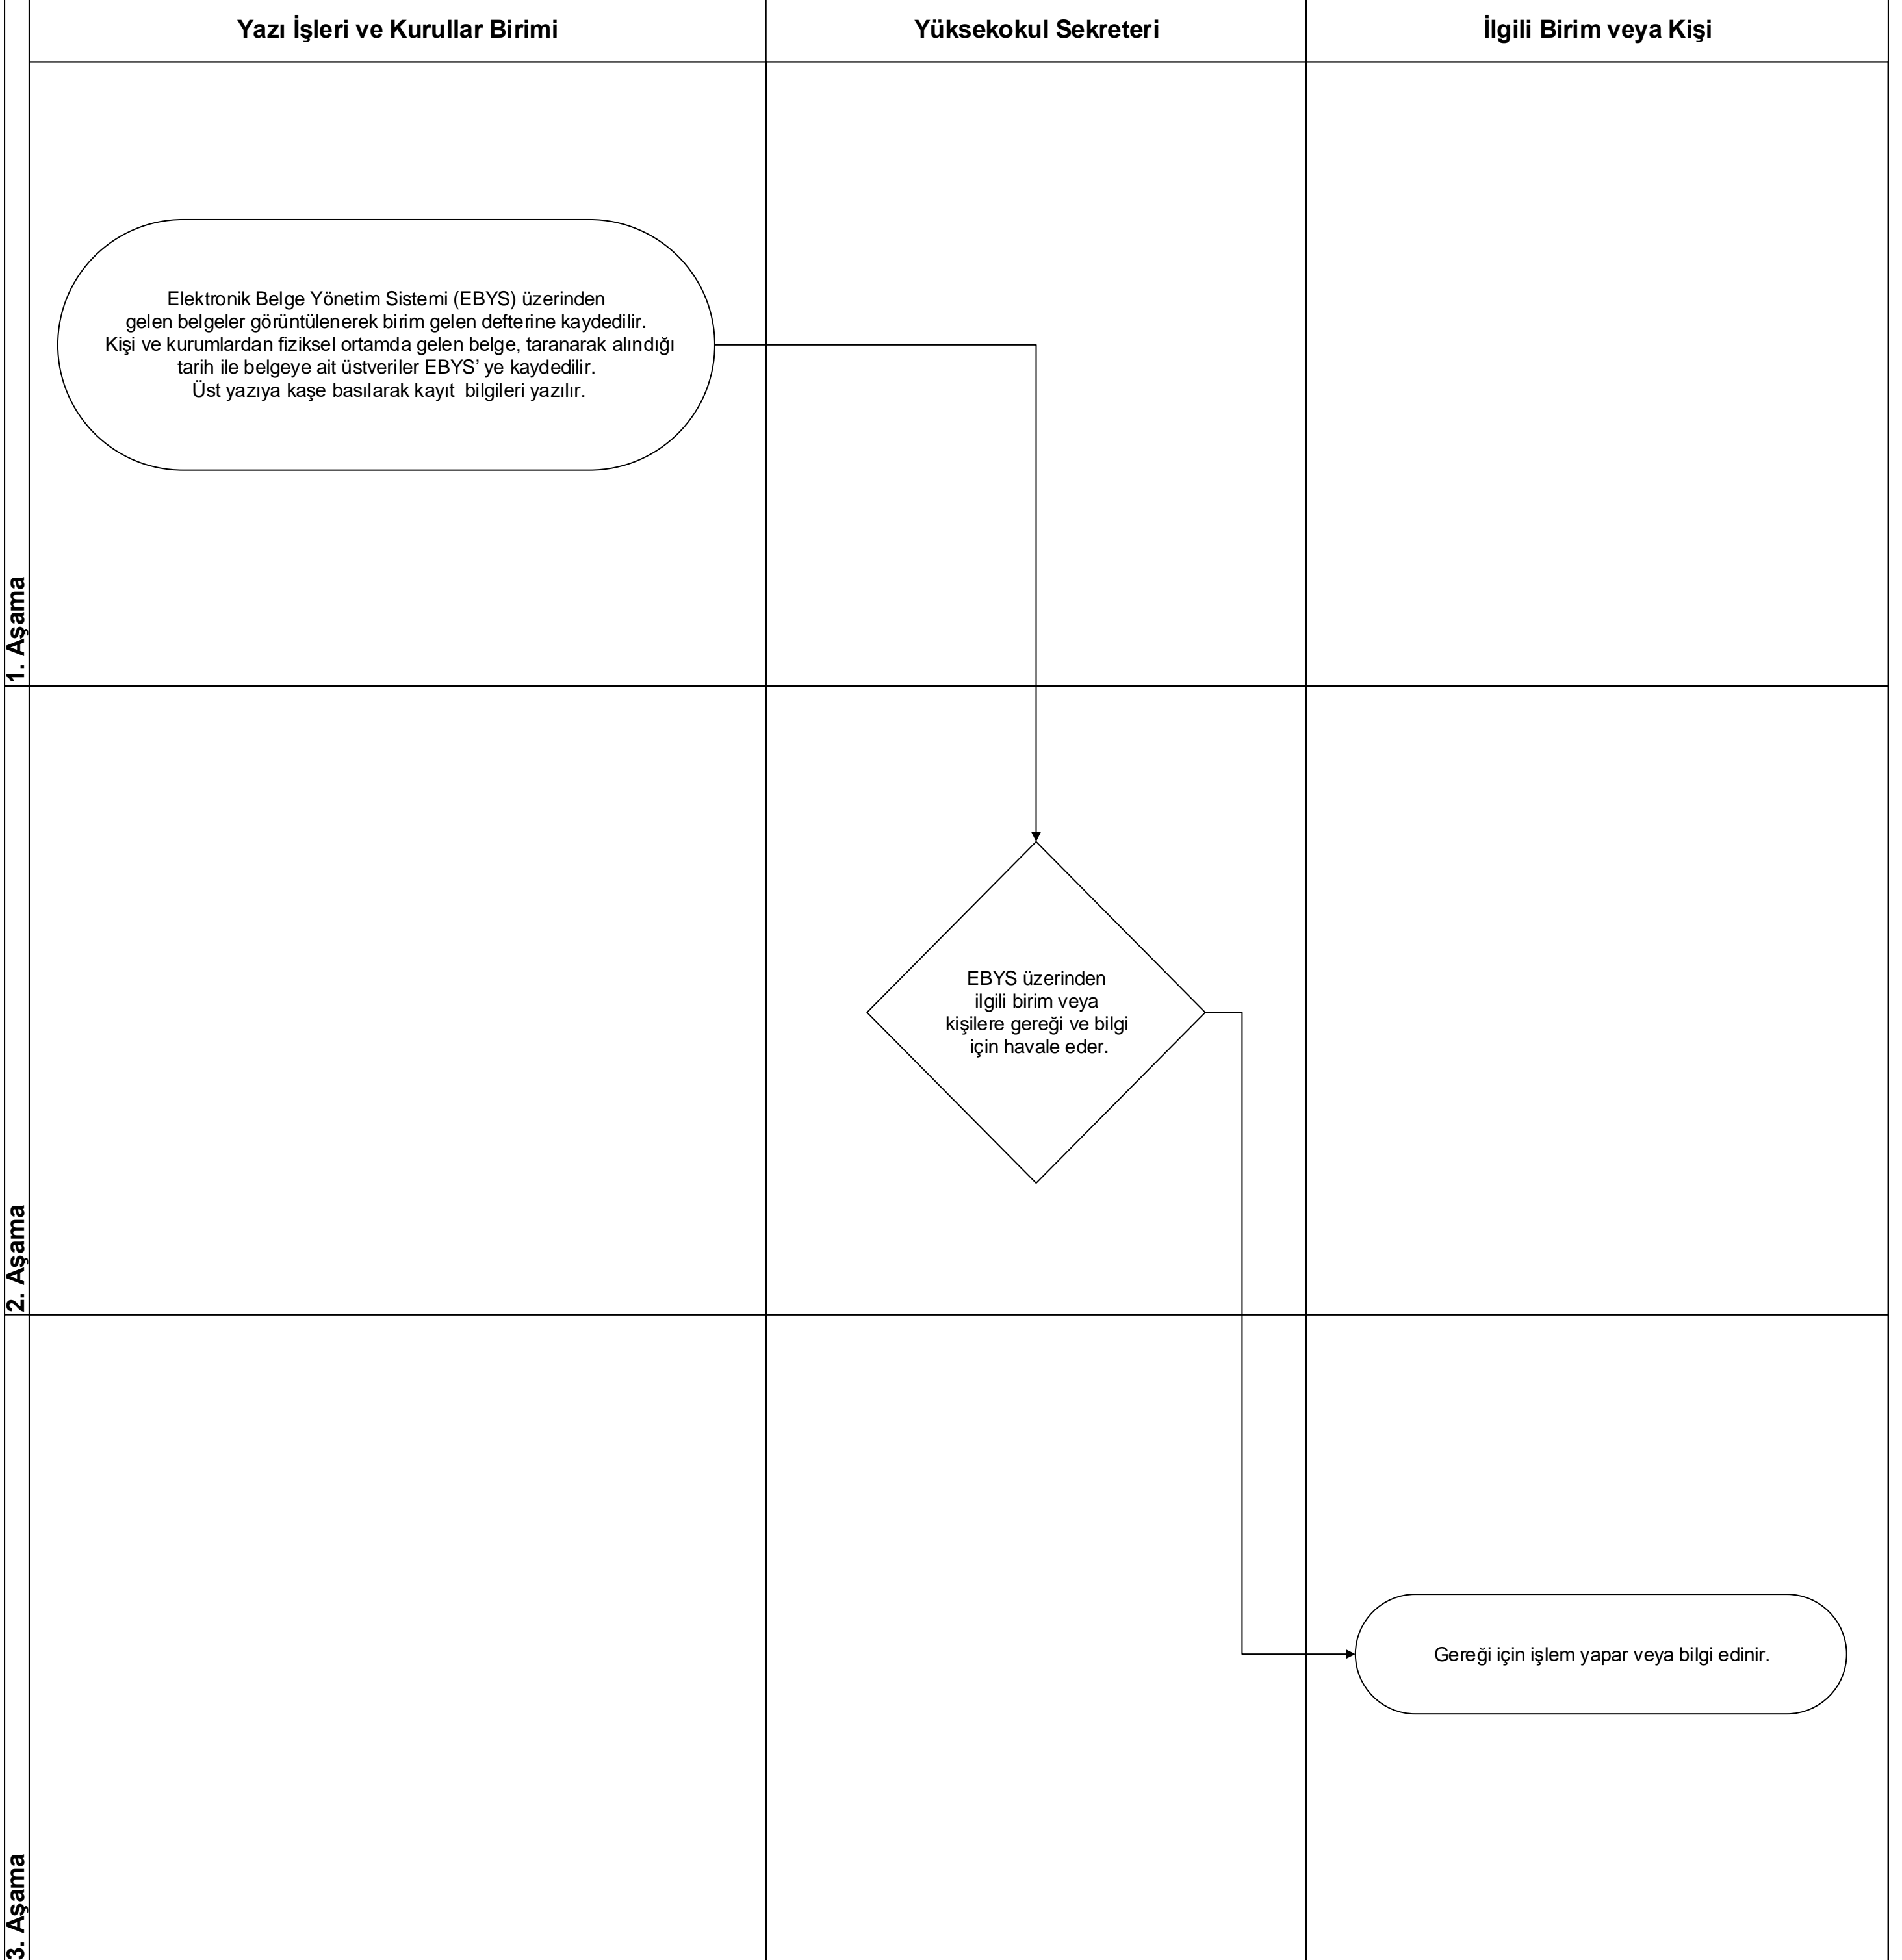 Yazı İşleri ve Kurullar Birimi
Yüksekokul Sekreteri
İlgili Birim veya Kişi
1. Aşama
Elektronik Belge Yönetim Sistemi (EBYS) üzerinden
gelen belgeler görüntülenerek birim gelen defterine kaydedilir.
Kişi ve kurumlardan fiziksel ortamda gelen belge, taranarak alındığı
tarih ile belgeye ait üstveriler EBYS’ ye kaydedilir.
Üst yazıya kaşe basılarak kayıt  bilgileri yazılır.
2. Aşama
EBYS üzerinden
ilgili birim veya
kişilere gereği ve bilgi
için havale eder.
3. Aşama
Gereği için işlem yapar veya bilgi edinir.